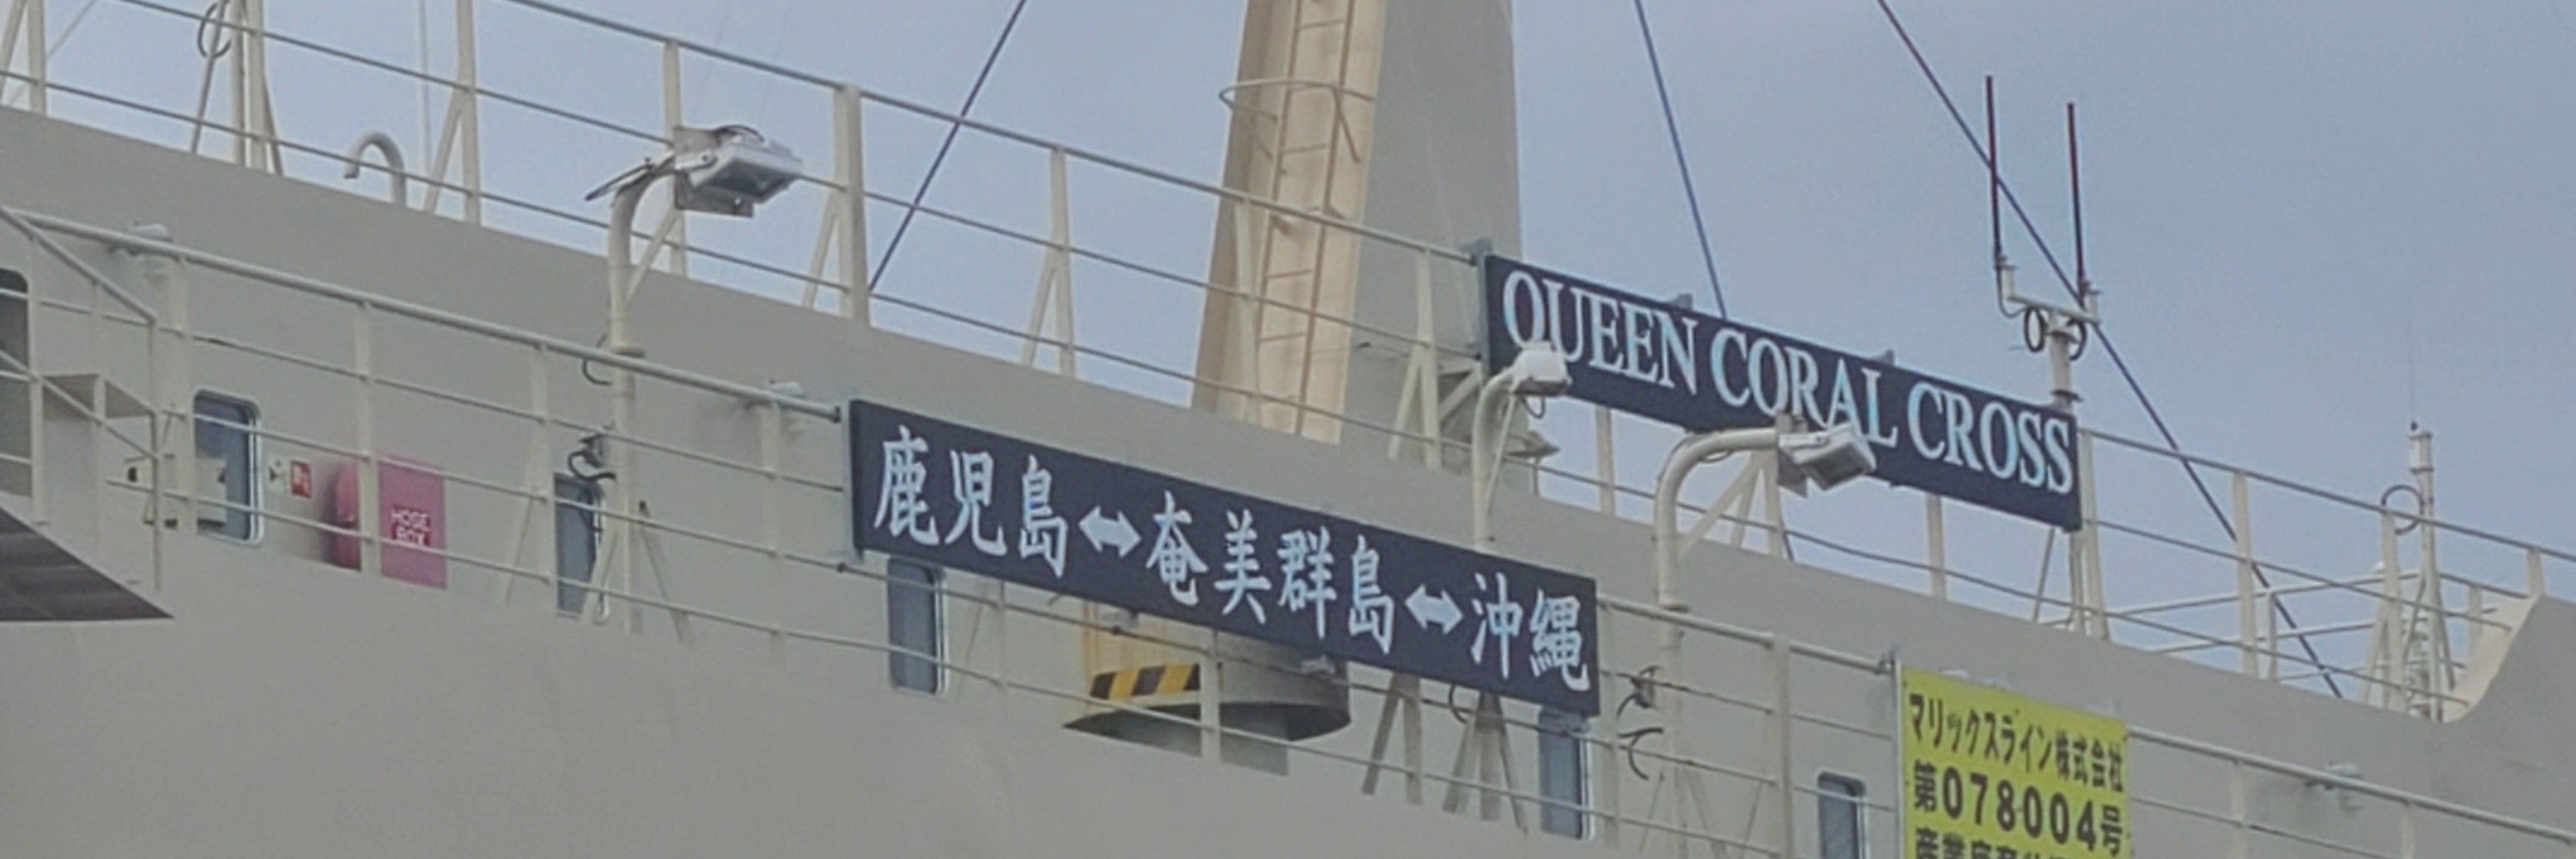 QUEEN CORAL CROSS
鹿児島⇔奄美群島⇔沖縄
HOSE
BOX
マリックスライン株式会社
第078004号